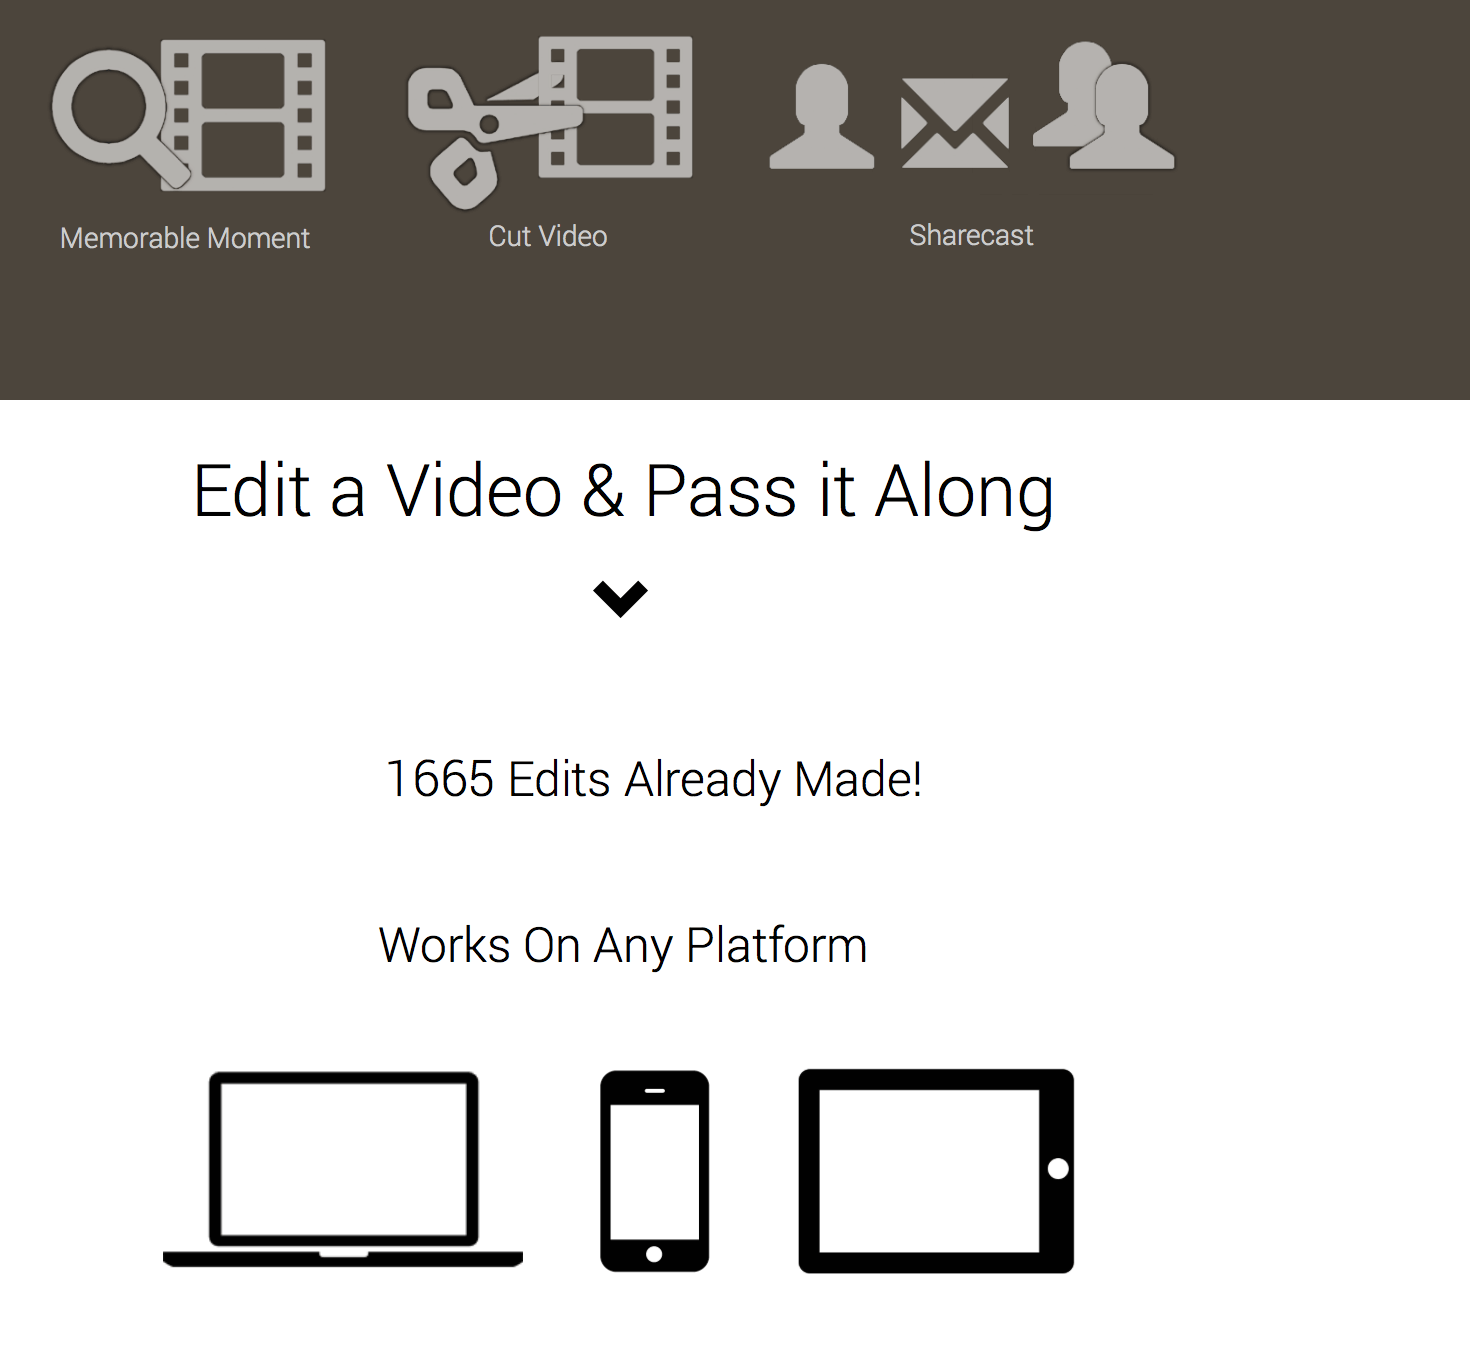 Memorable Moment
Cut Video
Sharecast
Edit a Video & Pass it Along
1665 Edits Already Made!
Works On Any Platform